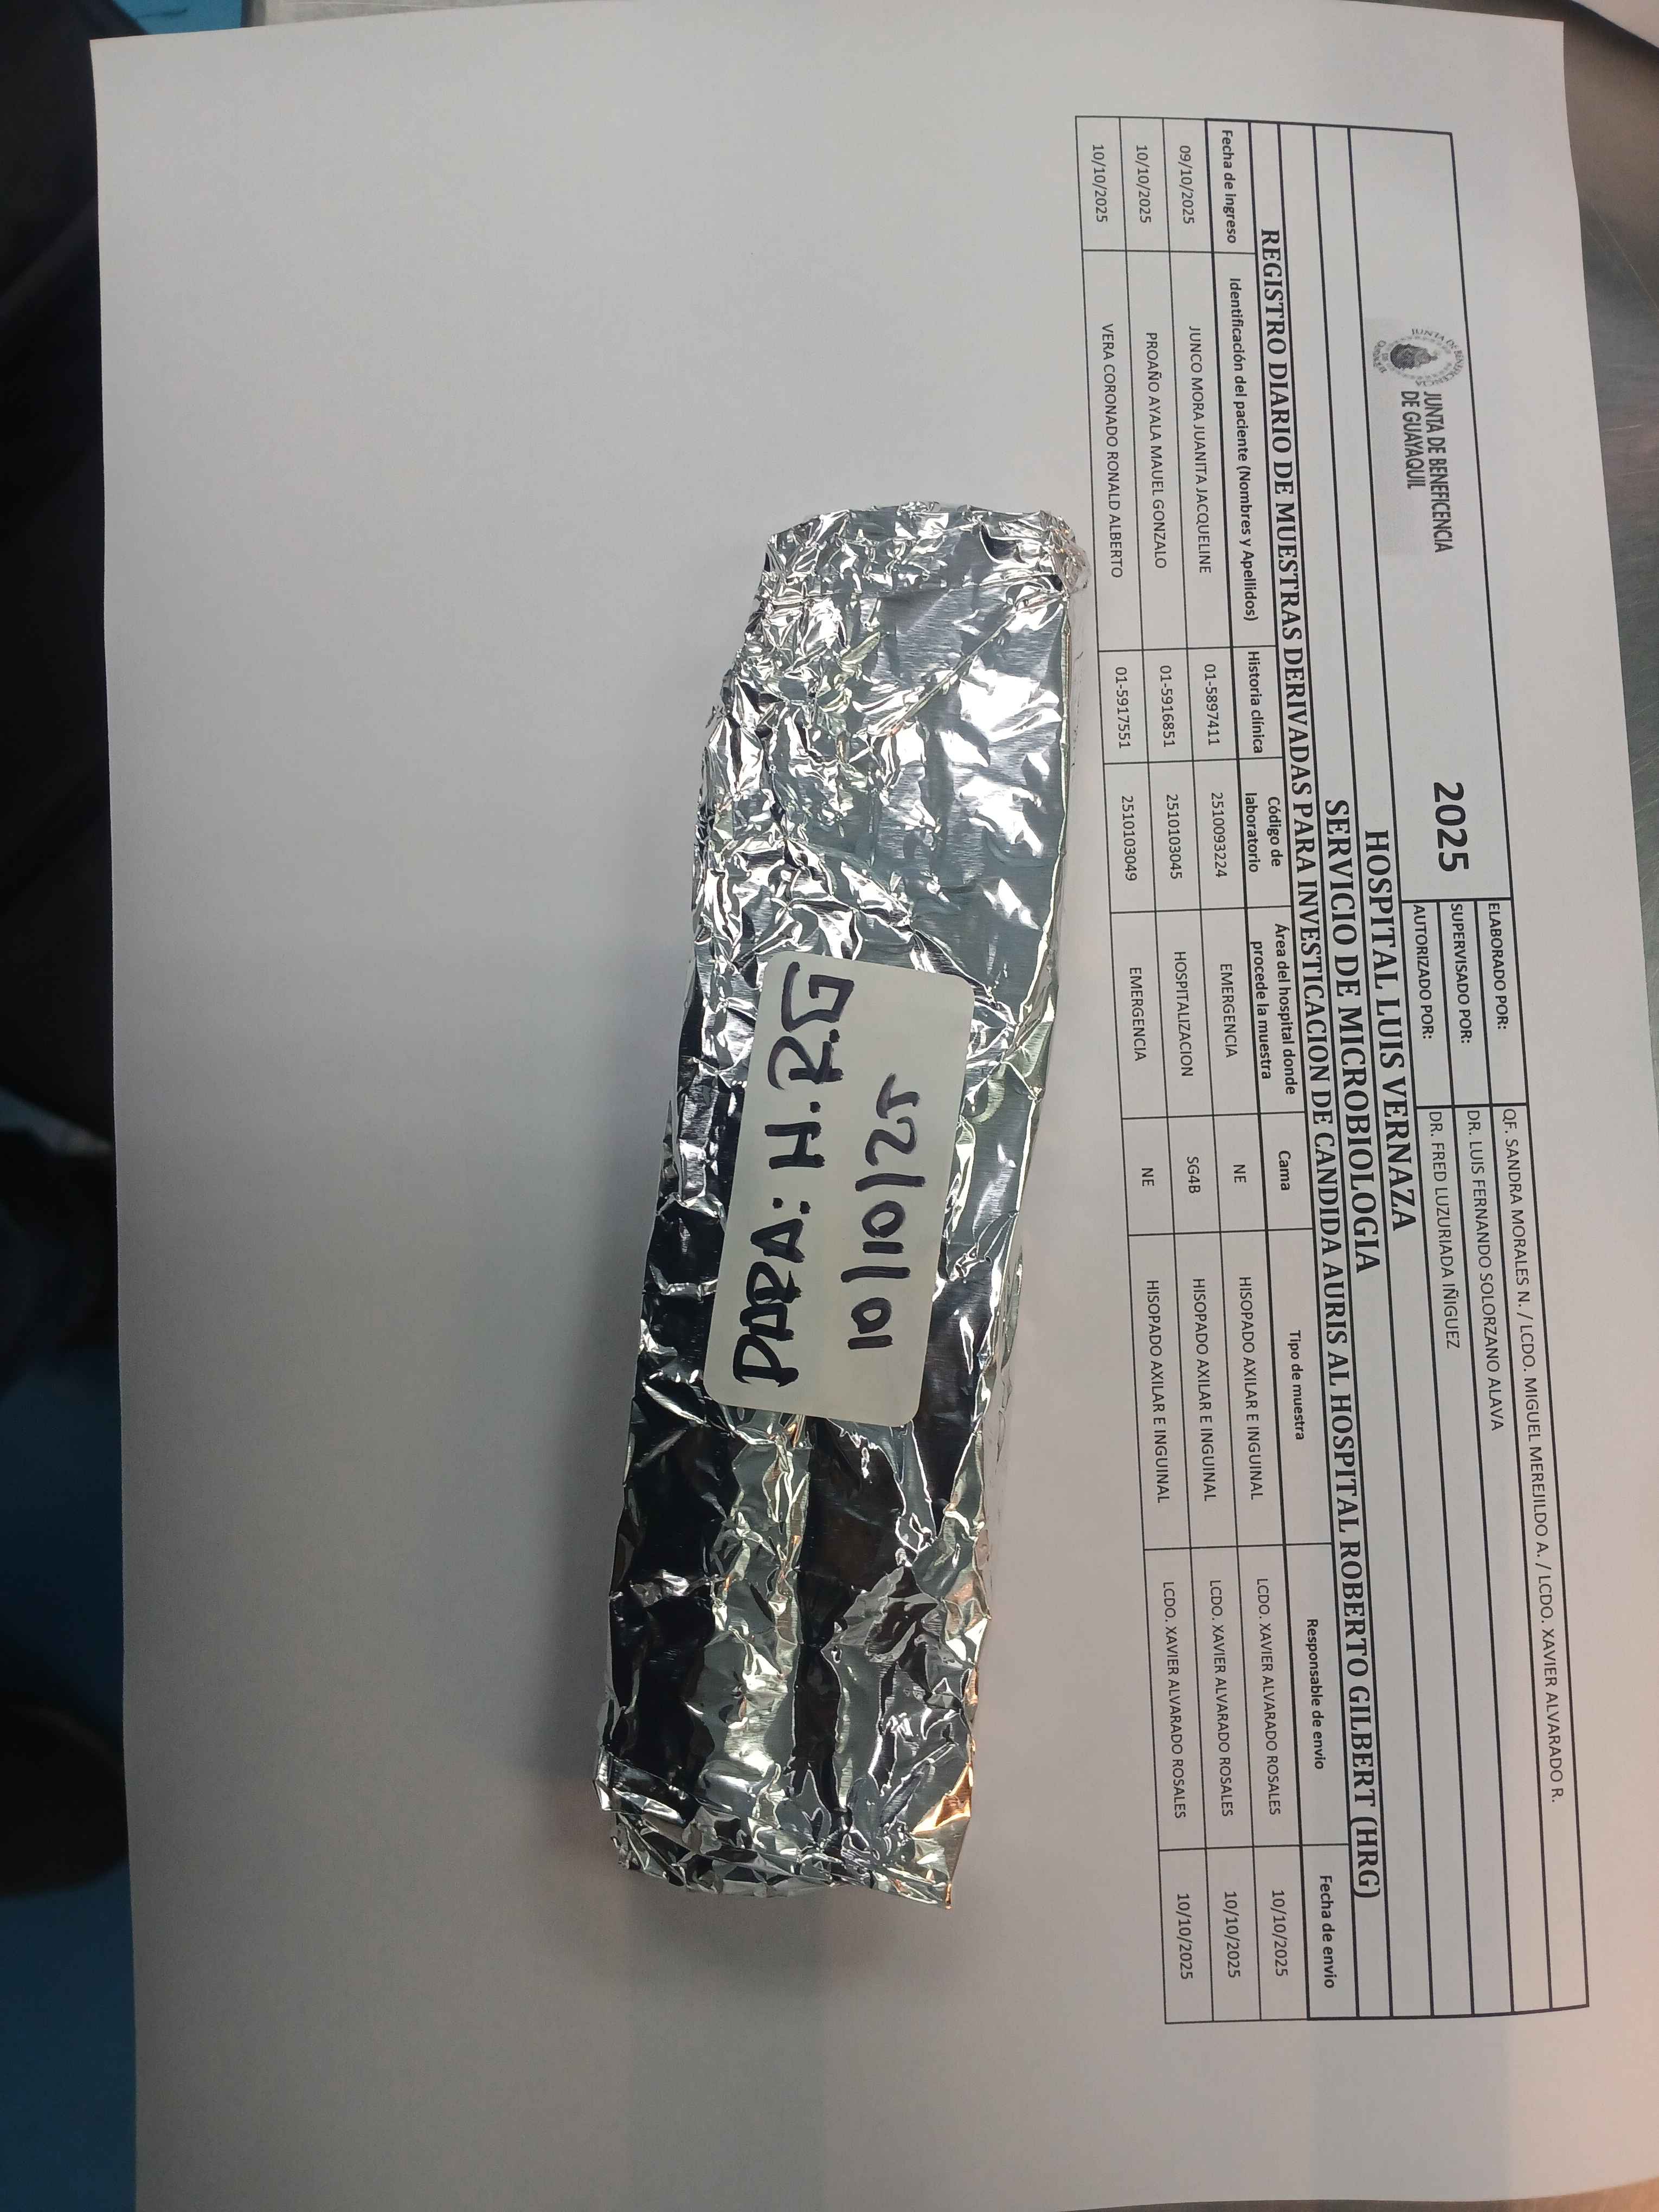 JUNTA DE BENEFICENCIA
DE GUAYAQUIL
2025
ELABORADO POR: QF. SANDRA MORALES N. / LCDO. MIGUEL MEREJILDO A. / LCDO. XAVIER ALVARADO R.
SUPERVISADO POR: DR. LUIS FERNANDO SOLORZANO ALAVA
AUTORIZADO POR: DR. FRED LUZURIADA IÑIGUEZ
HOSPITAL LUIS VERNAZA
SERVICIO DE MICROBIOLOGIA
REGISTRO DIARIO DE MUESTRAS DERIVADAS PARA INVESTICACION DE CANDIDA AURIS AL HOSPITAL ROBERTO GILBERT (HRG)
Fecha de ingreso Identificación del paciente (Nombres y Apellidos) Historia clínica Código de laboratorio Área del hospital donde procede la muestra Cama Tipo de muestra Responsable de envio Fecha de envio
09/10/2025 JUNCO MORA JUANITA JACQUELINE 01-5897411 2510093224 EMERGENCIA NE HISOPADO AXILAR E INGUINAL LCDO. XAVIER ALVARADO ROSALES 10/10/2025
10/10/2025 PROAÑO AYALA MAUEL GONZALO 01-5916851 2510103045 HOSPITALIZACION SG4B HISOPADO AXILAR E INGUINAL LCDO. XAVIER ALVARADO ROSALES 10/10/2025
10/10/2025 VERA CORONADO RONALD ALBERTO 01-5917551 2510103049 EMERGENCIA NE HISOPADO AXILAR E INGUINAL LCDO. XAVIER ALVARADO ROSALES 10/10/2025
PARA: H.R.G
10/10/25